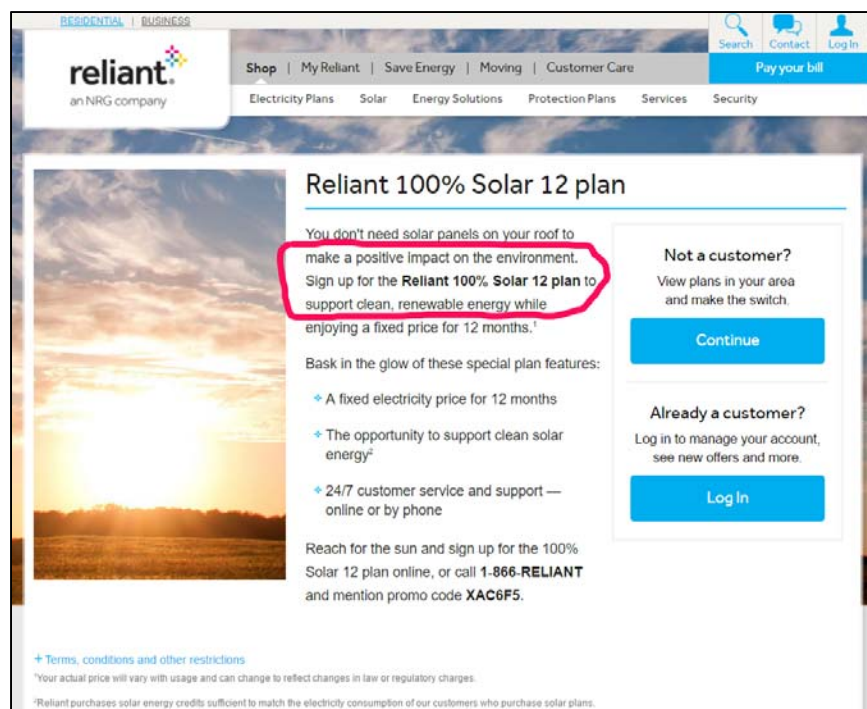 RESIDENTIAL | BUSINESS
Search Contact Log In
reliant.
an NRG company
Shop | My Reliant | Save Energy | Moving | Customer Care
Pay your bill
Electricity Plans Solar Energy Solutions Protection Plans Services Security
Reliant 100% Solar 12 plan
You don't need solar panels on your roof to
make a positive impact on the environment.
Sign up for the Reliant 100% Solar 12 plan to
support clean, renewable energy while
enjoying a fixed price for 12 months.¹
Bask in the glow of these special plan features:
A fixed electricity price for 12 months
The opportunity to support clean solar
energy²
24/7 customer service and support —
online or by phone
Reach for the sun and sign up for the 100%
Solar 12 plan online, or call 1-866-RELIANT
and mention promo code XAC6F5.
Not a customer?
View plans in your area
and make the switch.
Continue
Already a customer?
Log in to manage your account,
see new offers and more.
Log In
+ Terms, conditions and other restrictions
¹Your actual price will vary with usage and can change to reflect changes in law or regulatory charges.
²Reliant purchases solar energy credits sufficient to match the electricity consumption of our customers who purchase solar plans.